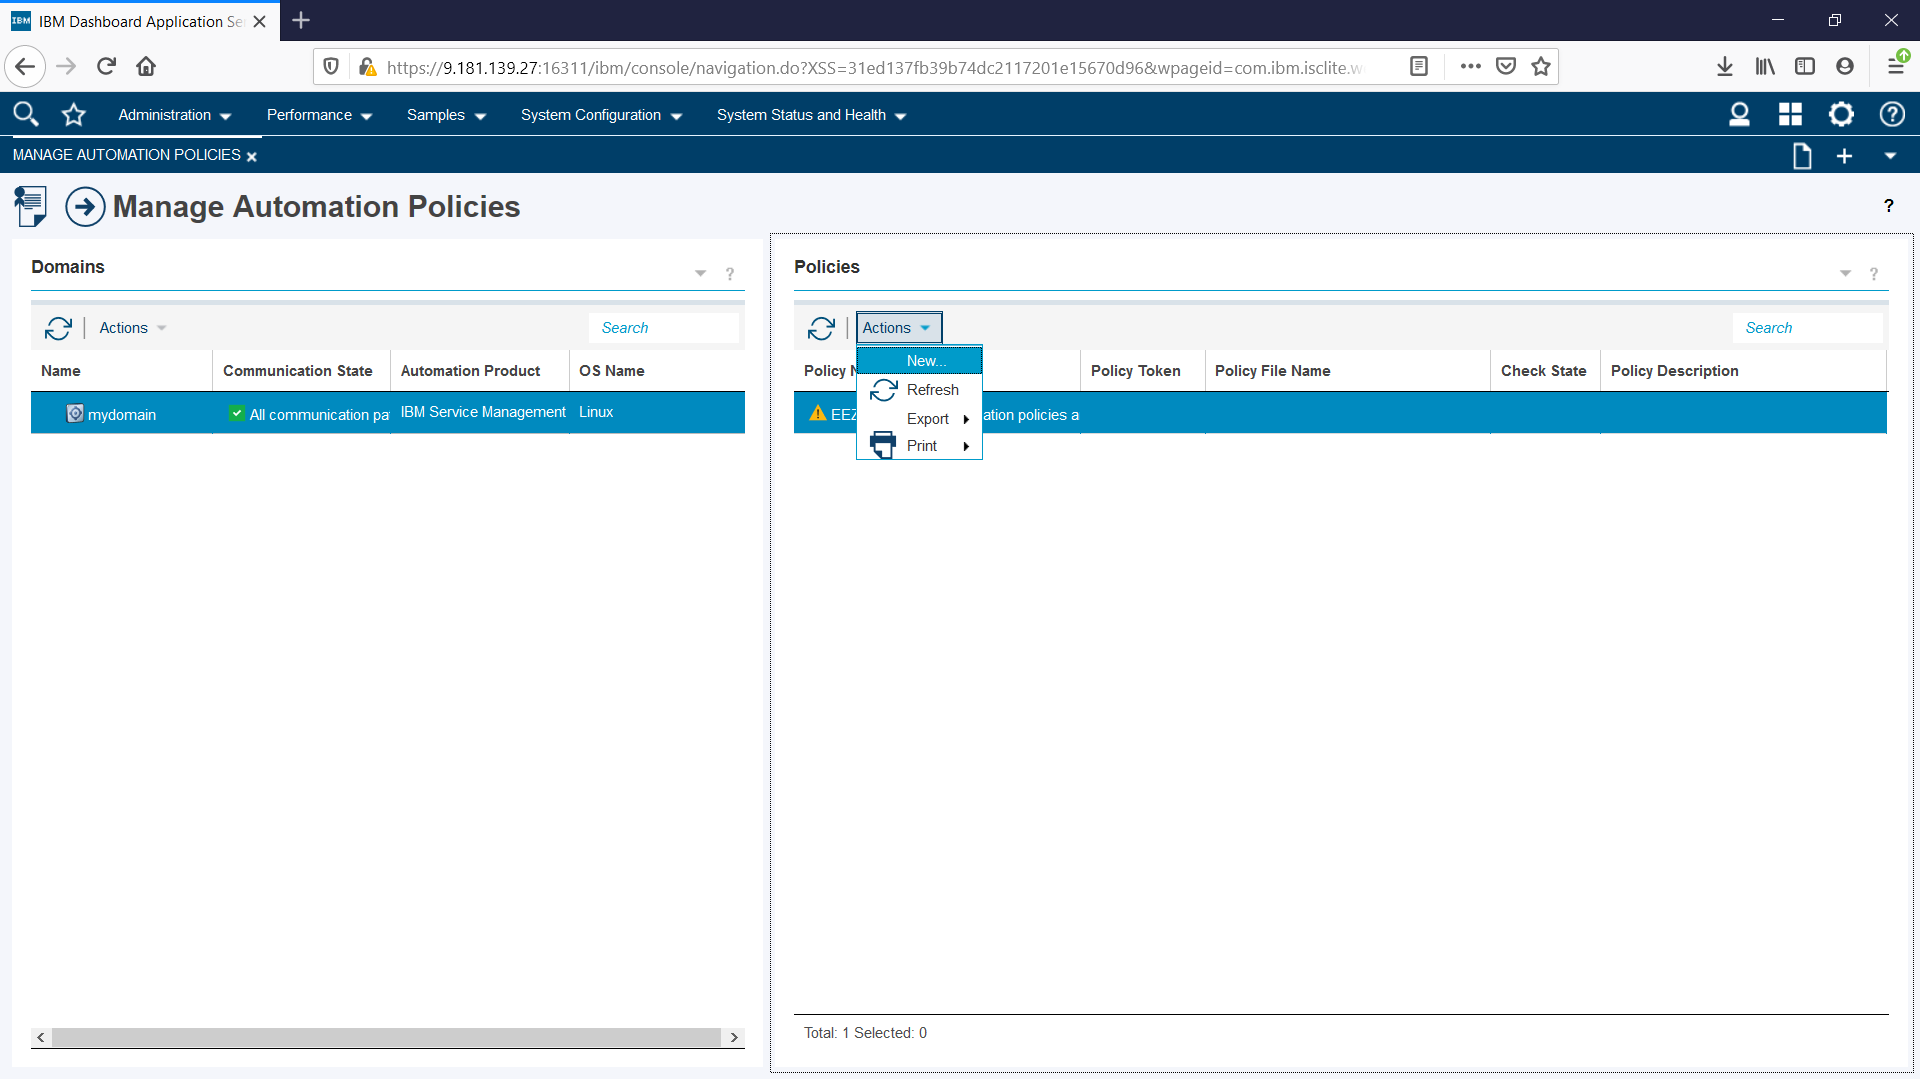 IBM IBM Dashboard Application Se
https://9.181.139.27:16311/ibm/console/navigation.do?XSS=31ed137fb39b74dc2117201e15670d96&wpageid=com.ibm.isclite.w
Administration Performance Samples System Configuration System Status and Health
MANAGE AUTOMATION POLICIES
Manage Automation Policies ?
Domains ?
Actions Search
Name Communication State Automation Product OS Name
mydomain All communication pa IBM Service Management Linux
Policies ?
Actions Search
New...
Refresh
Export
Print
Policy N Policy Token Policy File Name Check State Policy Description
EEZ ation policies a
Total: 1 Selected: 0